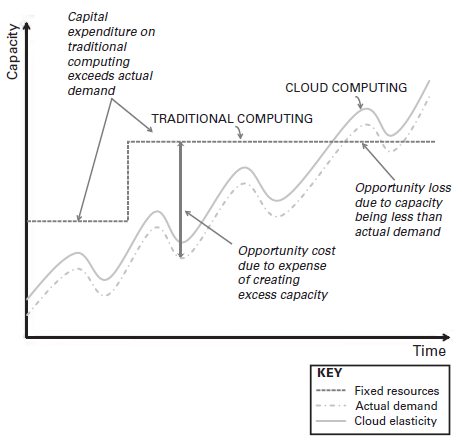 Capacity
Capital
expenditure on
traditional
computing
exceeds actual
demand
CLOUD COMPUTING
TRADITIONAL COMPUTING
Opportunity loss
due to capacity
being less than
actual demand
Opportunity cost
due to expense
of creating
excess capacity
Time
KEY
Fixed resources
Actual demand
Cloud elasticity